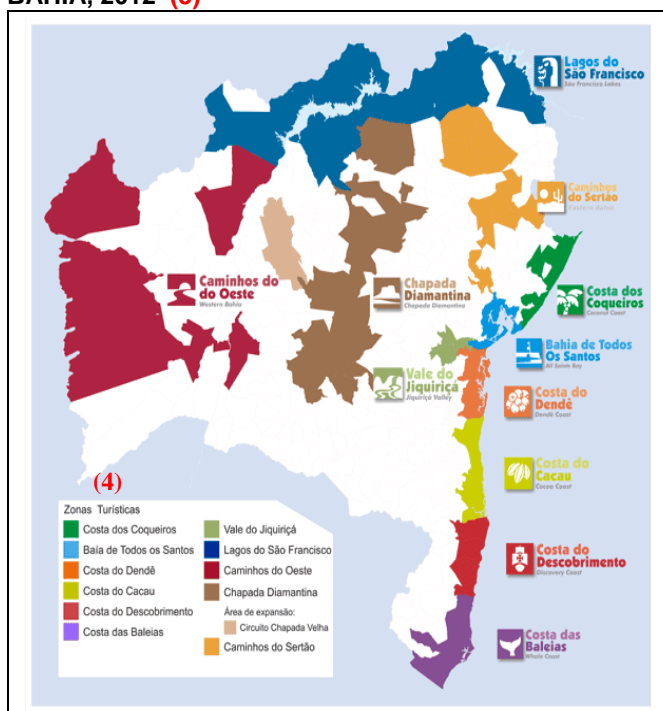 BAHIA, 2012 (3)
Lagos do
São Francisco
São Francisco Lakes
Caminhos
do Sertão
Costa dos
Coqueiros
Coconut Coast
Caminhos do
do Oeste
Western Bahia
Chapada
Diamantina
Chapada Diamantina
Bahia de Todos
Os Santos
All Saints Bay
Vale do
Jiquiriçá
Jiquiriçá Valley
Costa do
Dendê
Dendê Coast
Costa do
Cacau
Cocoa Coast
Costa do
Descobrimento
Discovery Coast
Costa das
Baleias
Whale Coast
(4)
Zonas Turísticas
Costa dos Coqueiros
Baía de Todos os Santos
Costa do Dendê
Costa do Cacau
Costa do Descobrimento
Costa das Baleias
Vale do Jiquiriçá
Lagos do São Francisco
Caminhos do Oeste
Chapada Diamantina
Área de expansão:
Circuito Chapada Velha
Caminhos do Sertão